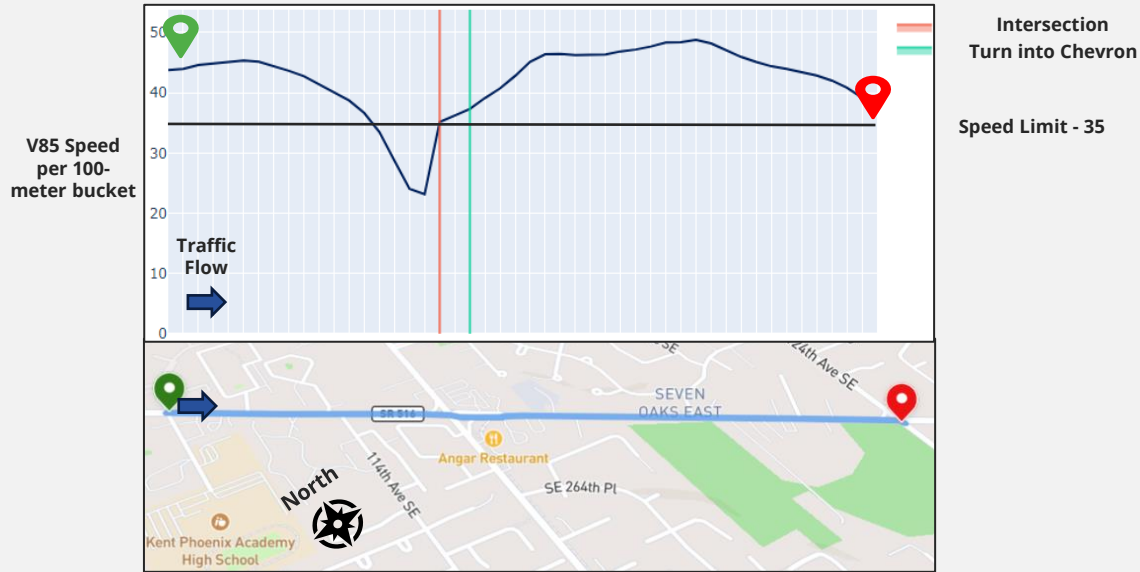 V85 Speed
per 100-
meter bucket
50
40
30
20
10
0
Traffic
Flow
Intersection
Turn into Chevron
Speed Limit - 35
SE
24th Ave SE
SEVEN
OAKS EAST
SR 516
Angar Restaurant
114th Ave SE
SE 264th Pl
North
Kent Phoenix Academy
High School